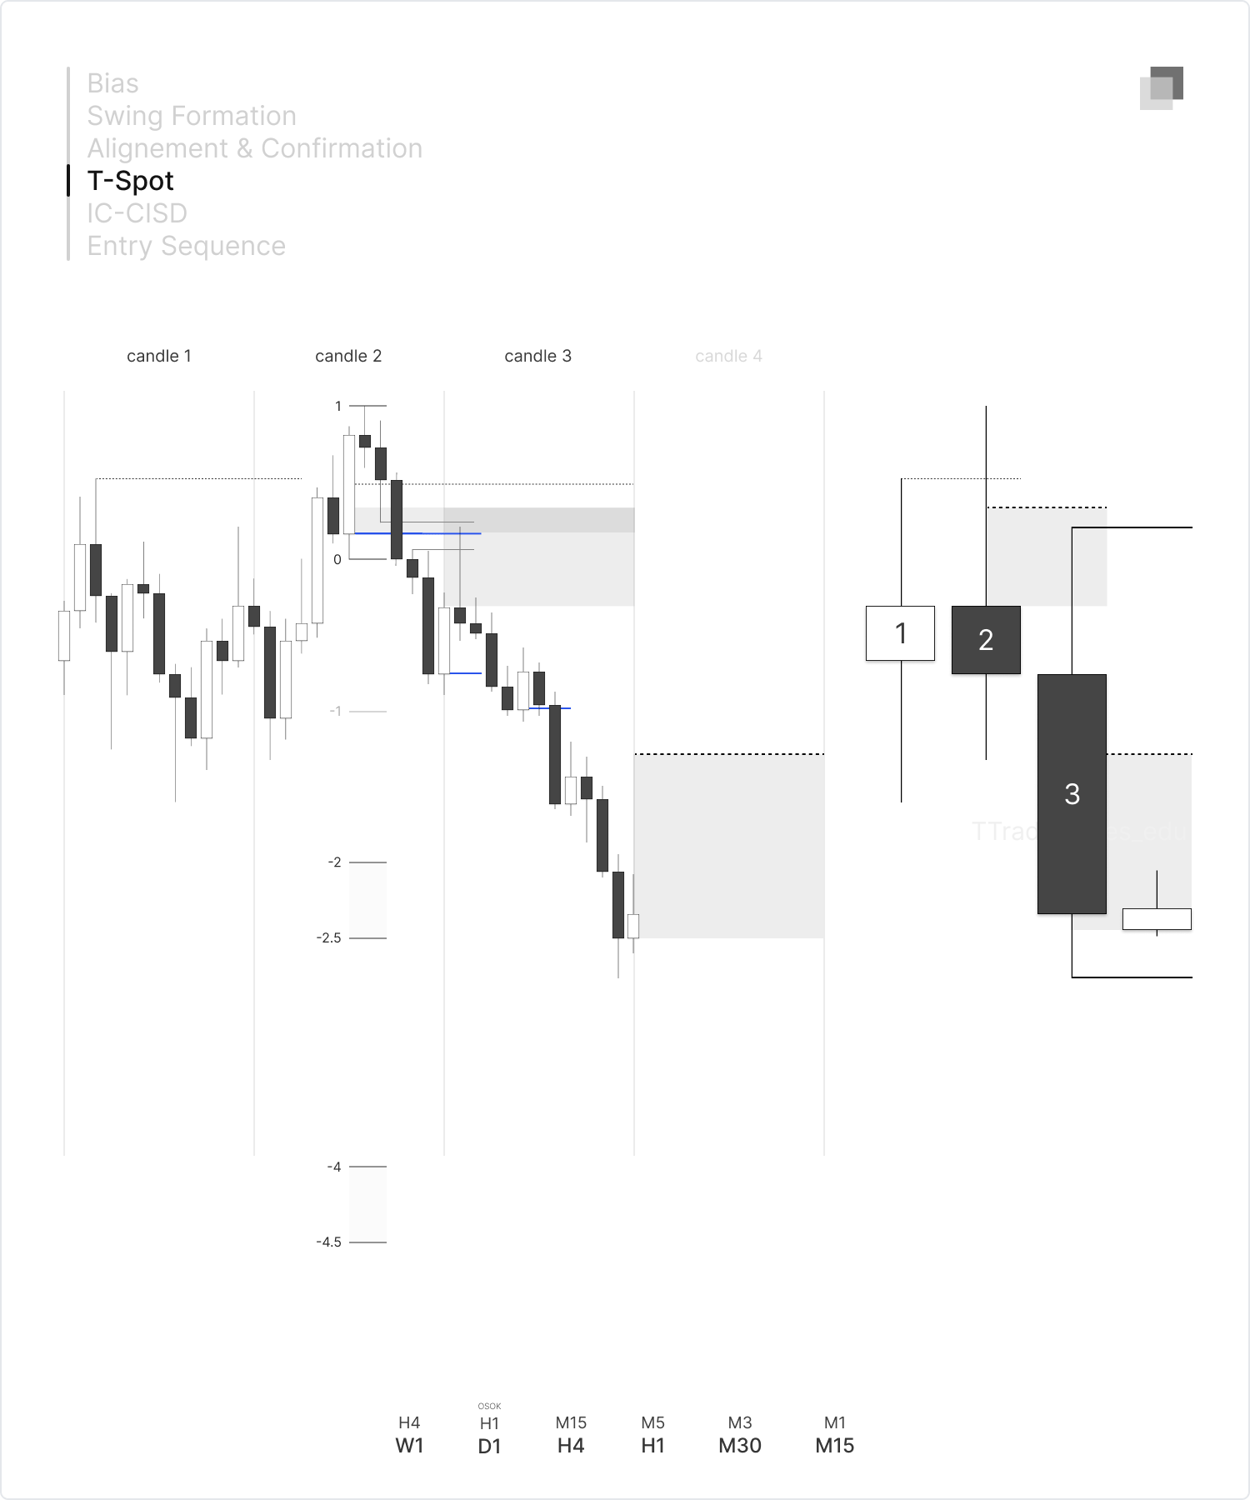 Bias
Swing Formation
Alignement & Confirmation
T-Spot
IC-CISD
Entry Sequence
candle 1
candle 2
candle 3
candle 4
1
0
-1
-2
-2.5
-4
-4.5
1
2
3
TTrad
OSOK
H4 H1 M15 M5 M3 M1
W1 D1 H4 H1 M30 M15